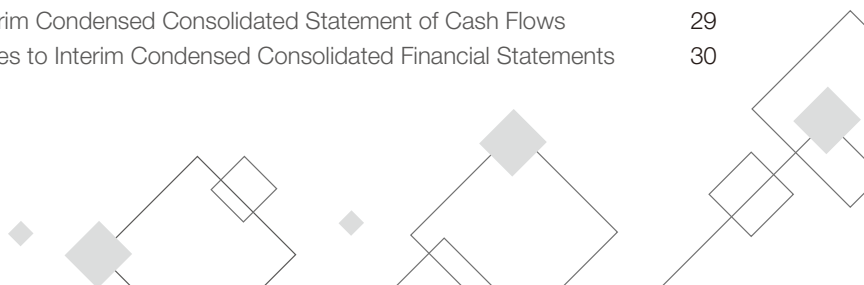 rim Condensed Consolidated Statement of Cash Flows 29
es to Interim Condensed Consolidated Financial Statements 30